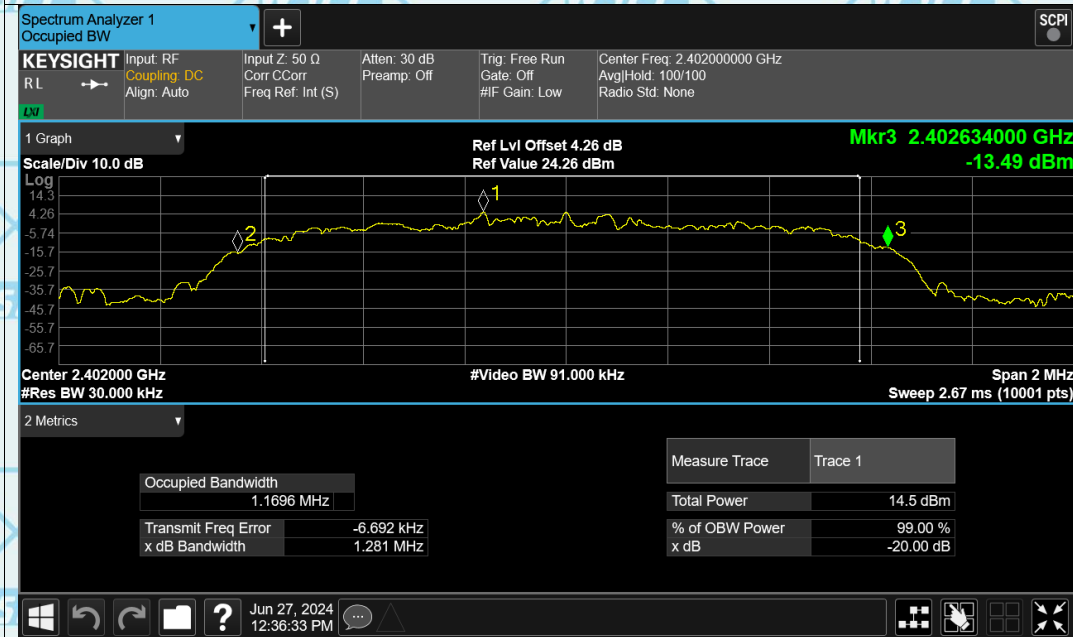 Spectrum Analyzer 1
Occupied BW
+
SCPI
KEYSIGHT Input: RF Input Z: 50 Ω Atten: 30 dB Trig: Free Run Center Freq: 2.402000000 GHz
RL Coupling: DC Corr CCorr Preamp: Off Gate: Off Avg|Hold: 100/100
Align: Auto Freq Ref: Int (S) #IF Gain: Low Radio Std: None
LXI
1 Graph
Ref Lvl Offset 4.26 dB
Mkr3 2.402634000 GHz
Scale/Div 10.0 dB Ref Value 24.26 dBm -13.49 dBm
Log
14.3
4.26
-5.74
-15.7
-25.7
-35.7
-45.7
-55.7
-65.7
1
2
3
Center 2.402000 GHz #Video BW 91.000 kHz Span 2 MHz
#Res BW 30.000 kHz Sweep 2.67 ms (10001 pts)
2 Metrics
Measure Trace Trace 1
Occupied Bandwidth
1.1696 MHz
Total Power 14.5 dBm
Transmit Freq Error -6.692 kHz % of OBW Power 99.00 %
x dB Bandwidth 1.281 MHz x dB -20.00 dB
?
Jun 27, 2024
12:36:33 PM